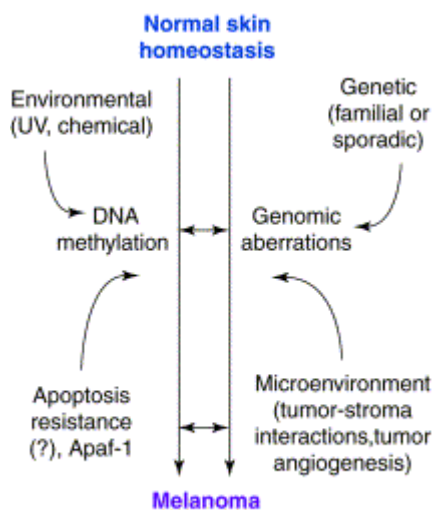 Normal skin
homeostasis
Environmental
(UV, chemical)
Genetic
(familial or
sporadic)
DNA
methylation
Genomic
aberrations
Apoptosis
resistance
(?), Apaf-1
Microenvironment
(tumor-stroma
interactions,tumor
angiogenesis)
Melanoma